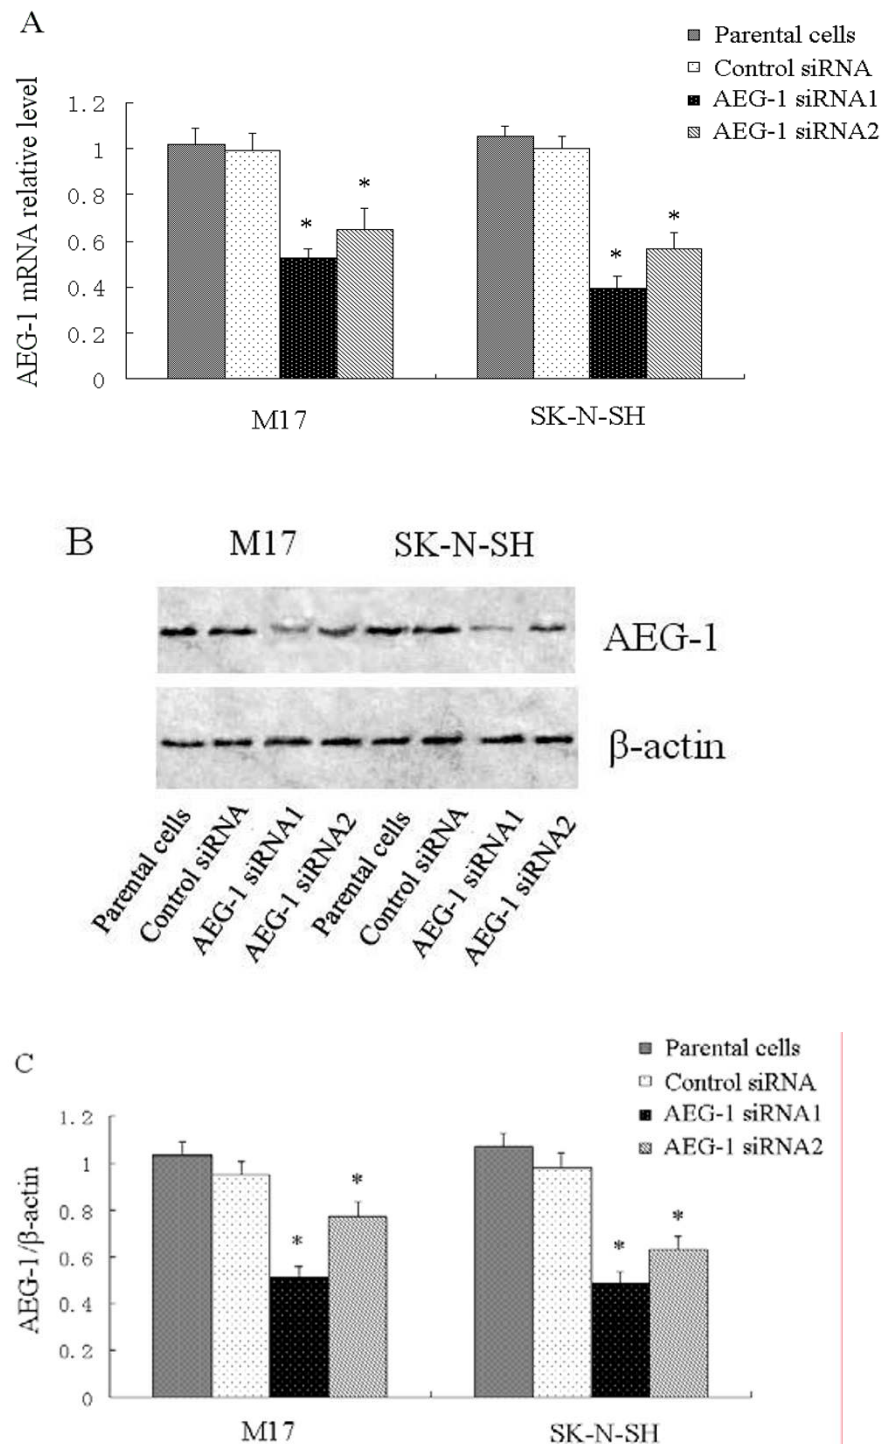 A
Parental cells
Control siRNA
AEG-1 siRNA1
AEG-1 siRNA2
AEG-1 mRNA relative level
1.2
1
0.8
0.6
0.4
0.2
0
* * * *
M17 SK-N-SH
B
M17 SK-N-SH
AEG-1
β-actin
Parental cells
Control siRNA
AEG-1 siRNA1
AEG-1 siRNA2
Parental cells
Control siRNA
AEG-1 siRNA1
AEG-1 siRNA2
C
Parental cells
Control siRNA
AEG-1 siRNA1
AEG-1 siRNA2
AEG-1/β-actin
1.2
1
0.8
0.6
0.4
0.2
0
* * * *
M17 SK-N-SH